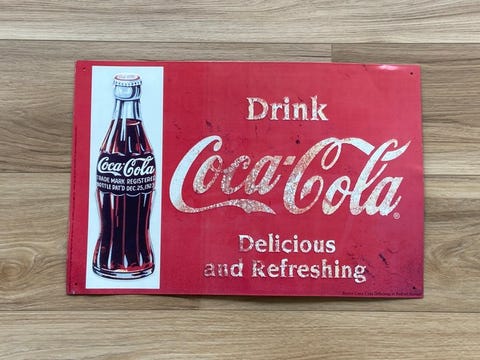 Coca-Cola
TRADE MARK REGISTERED
BOTTLE PAT'D DEC. 25, 1923
Drink
Coca-Cola®
Delicious
and Refreshing